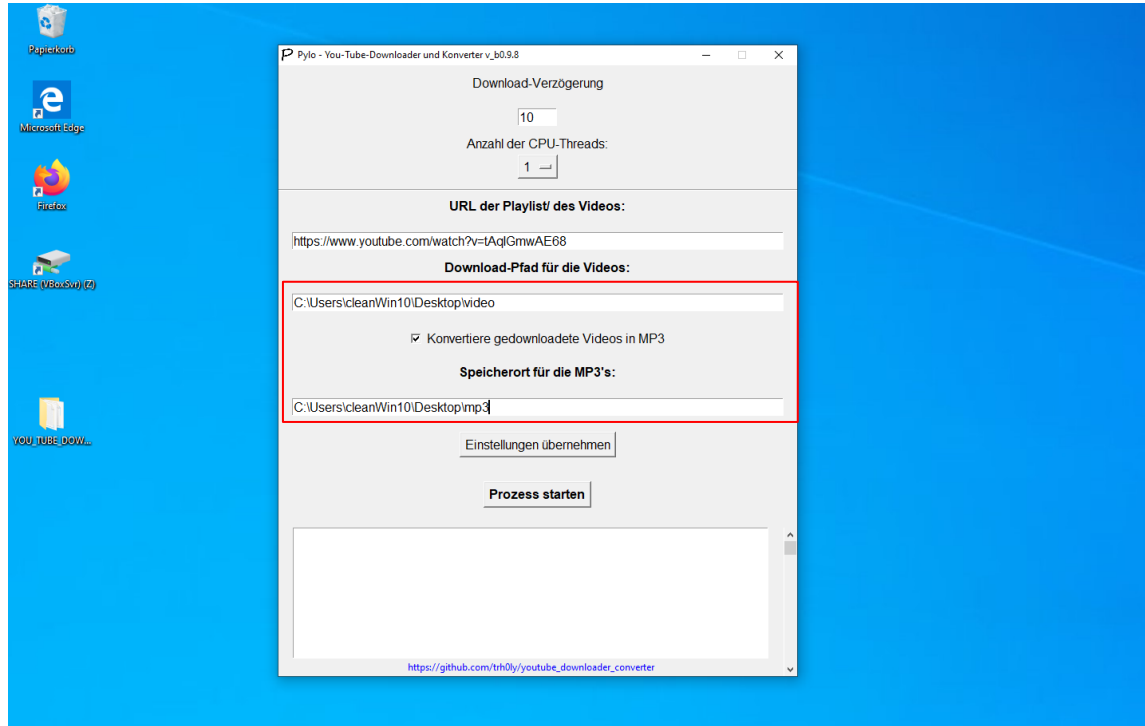 Papierkorb
Microsoft Edge
Firefox
SHARE (VBoxSvr) (Z)
YOU_TUBE_DOW...
Pylo - You-Tube-Downloader und Konverter v_b0.9.8
Download-Verzögerung
10
Anzahl der CPU-Threads:
1
URL der Playlist/ des Videos:
https://www.youtube.com/watch?v=tAqlGmwAE68
Download-Pfad für die Videos:
C:\Users\cleanWin10\Desktop\video
Konvertiere gedownloadete Videos in MP3
Speicherort für die MP3's:
C:\Users\cleanWin10\Desktop\mp3
Einstellungen übernehmen
Prozess starten
https://github.com/trh0ly/youtube_downloader_converter